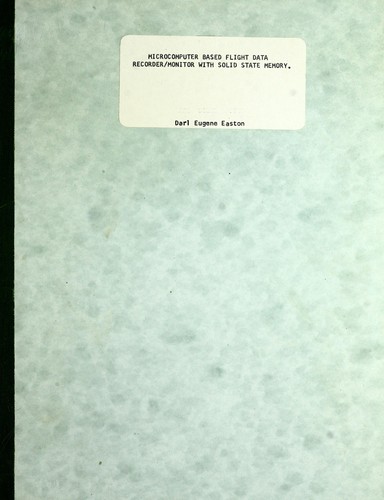 MICROCOMPUTER BASED FLIGHT DATA
RECORDER/MONITOR WITH SOLID STATE MEMORY.
Darl Eugene Easton